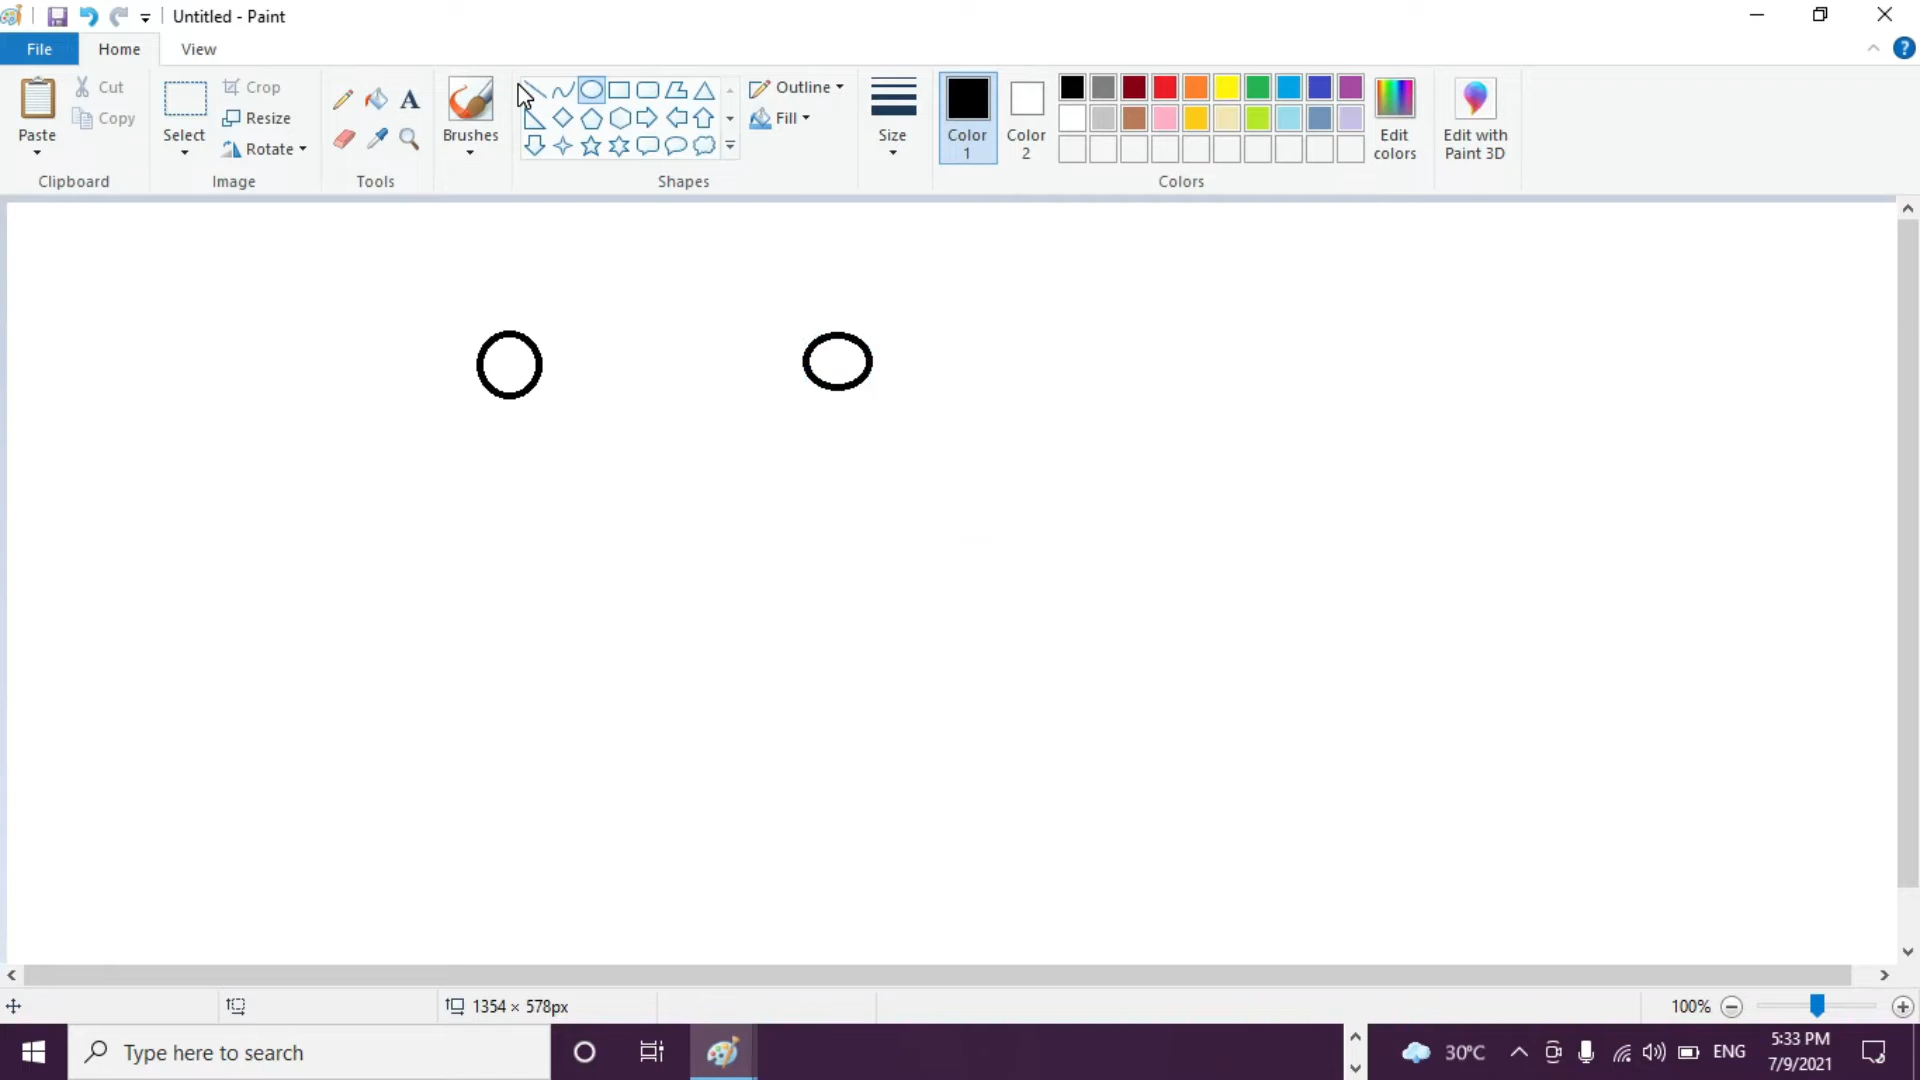 Untitled - Paint
File Home View
Paste
Cut
Copy
Clipboard
Select
Crop
Resize
Rotate
Image
A
Tools
Brushes
Outline
Fill
Shapes
Size
Color
1
Color
2
Edit
colors
Colors
Edit with
Paint 3D
?
1354 × 578px
100%
Type here to search
30°C
ENG
5:33 PM
7/9/2021